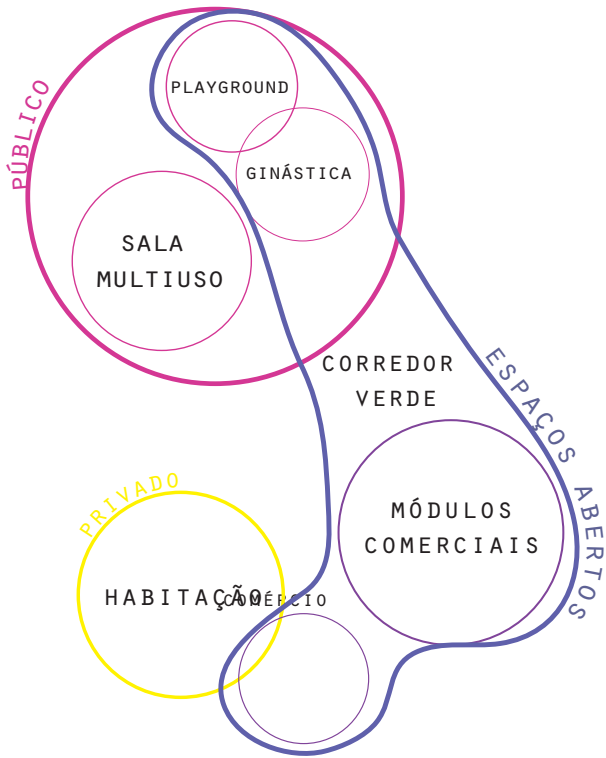 PÚBLICO
PLAYGROUND
GINÁSTICA
SALA
MULTIUSO
CORREDOR
VERDE
ESPAÇOS ABERTOS
PRIVADO
MÓDULOS
COMERCIAIS
HABITAÇÃO
COMÉRCIO